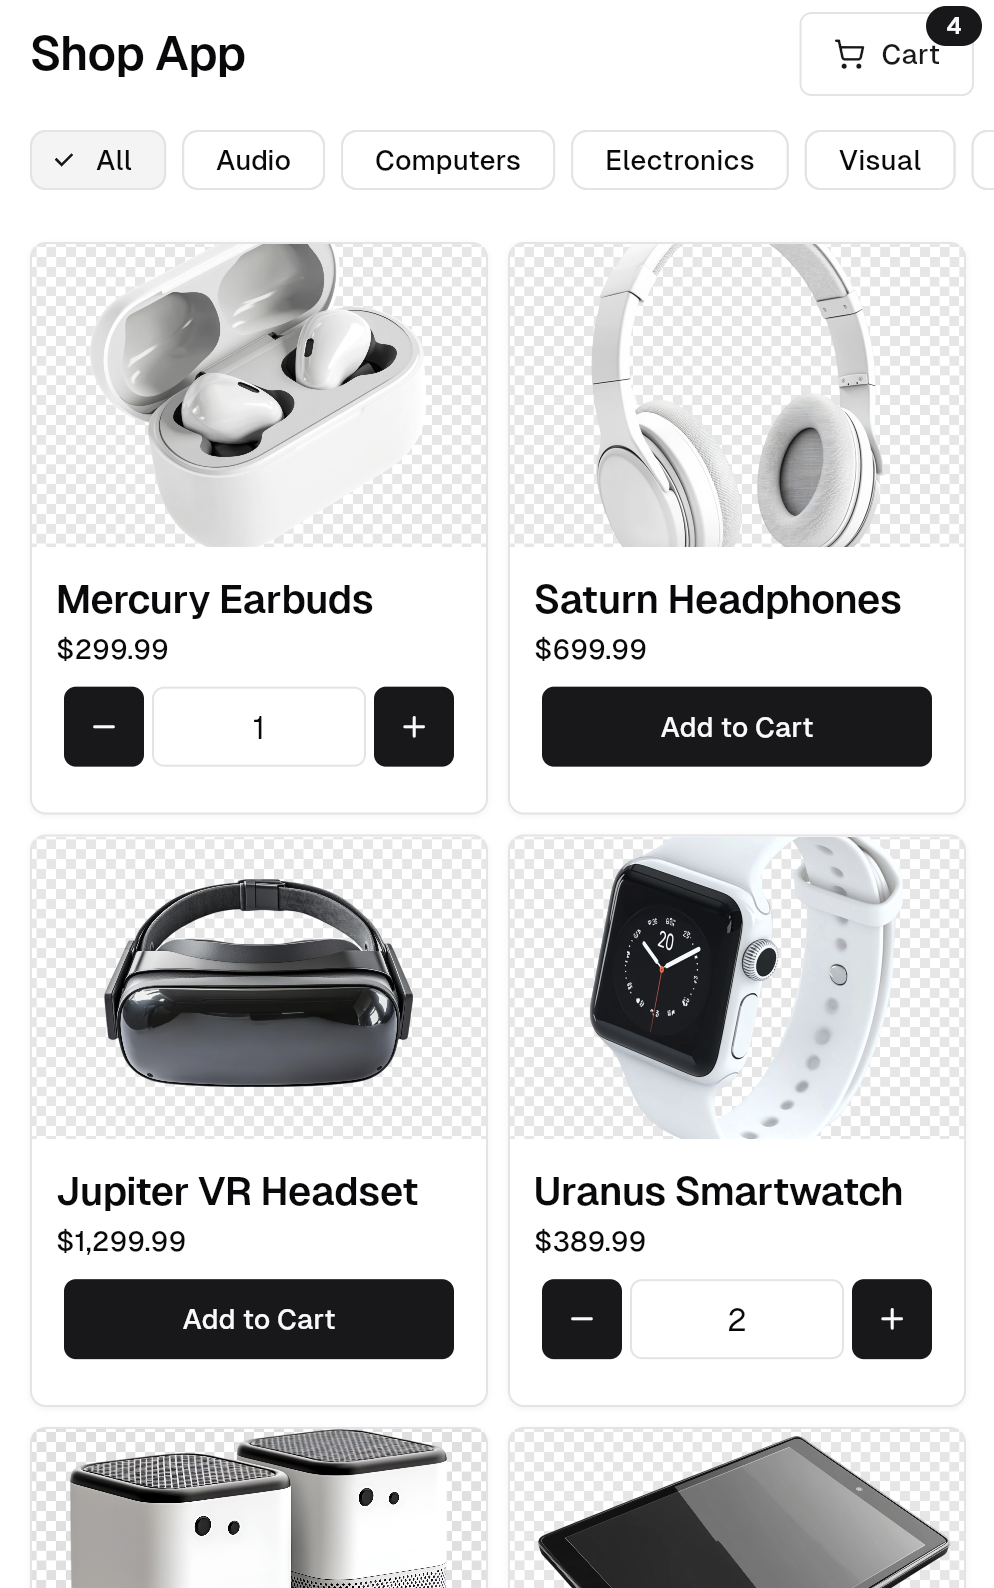 Shop App
4
Cart
All
Audio
Computers
Electronics
Visual
Mercury Earbuds
$299.99
1
Saturn Headphones
$699.99
Add to Cart
20
Jupiter VR Headset
$1,299.99
Add to Cart
Uranus Smartwatch
$389.99
2